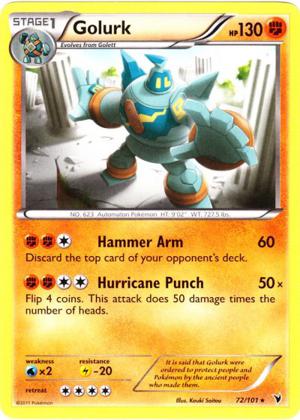 STAGE1 Golurk HP130
Evolves from Golett
NO. 623 Automaton Pokémon HT: 9'02" WT: 727.5 lbs.
Hammer Arm 60
Discard the top card of your opponent's deck.
Hurricane Punch 50×
Flip 4 coins. This attack does 50 damage times the
number of heads.
weakness resistance
×2 -20
retreat
It is said that Golurk were
ordered to protect people and
Pokémon by the ancient people
who made them.
©2011 Pokémon
Illus. Kouki Saitou 72/101 ★